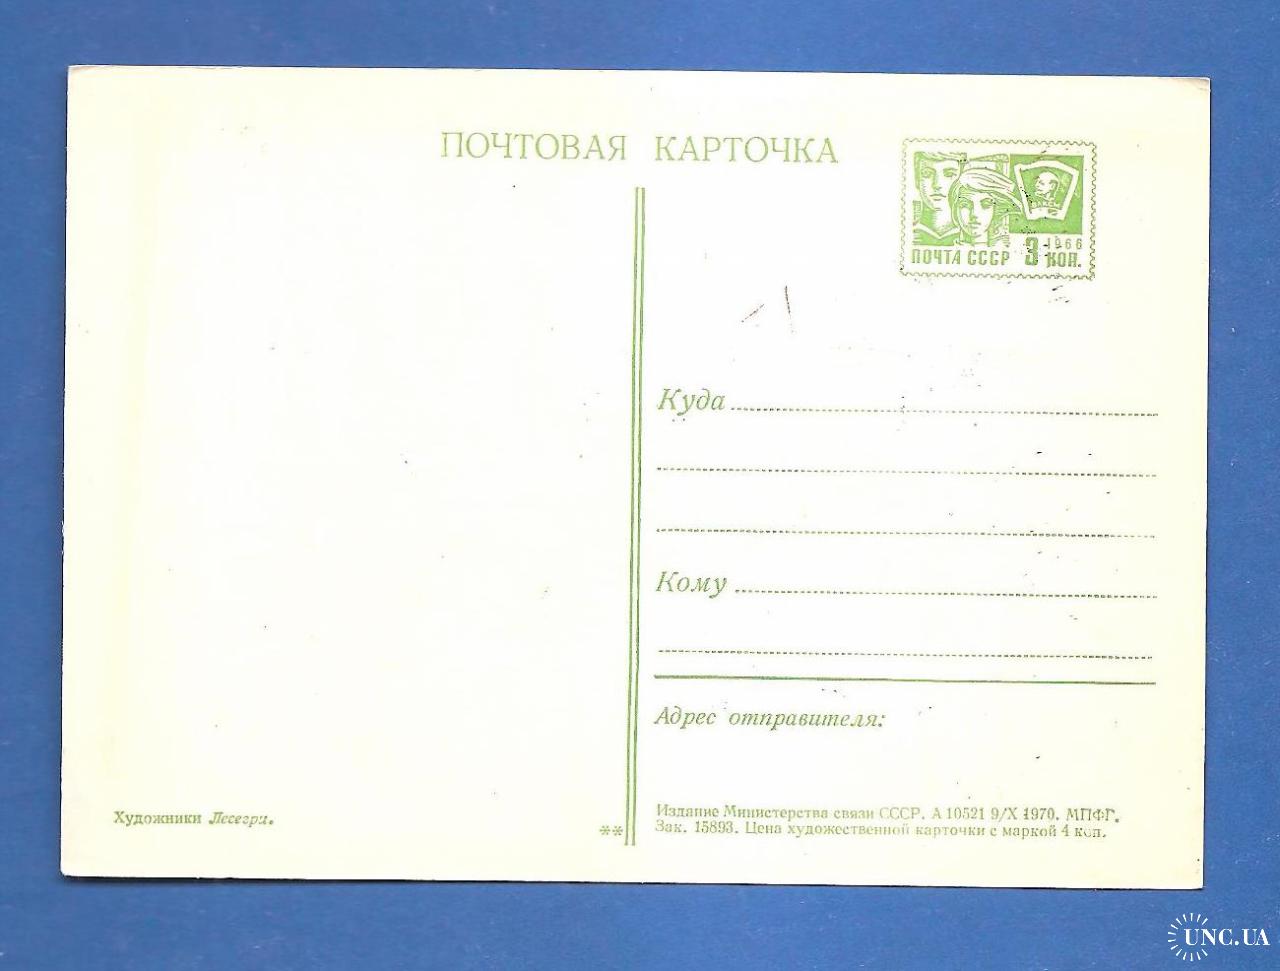 ПОЧТОВАЯ КАРТОЧКА
ВЛКСМ
1966
ПОЧТА СССР 3 КОП.
Куда
Кому
Адрес отправителя:
Художники Лесегри.
**
Издание Министерства связи СССР. А 10521 9/X 1970. МПФГ.
Зак. 15893. Цена художественной карточки с маркой 4 коп.
UNC.UA